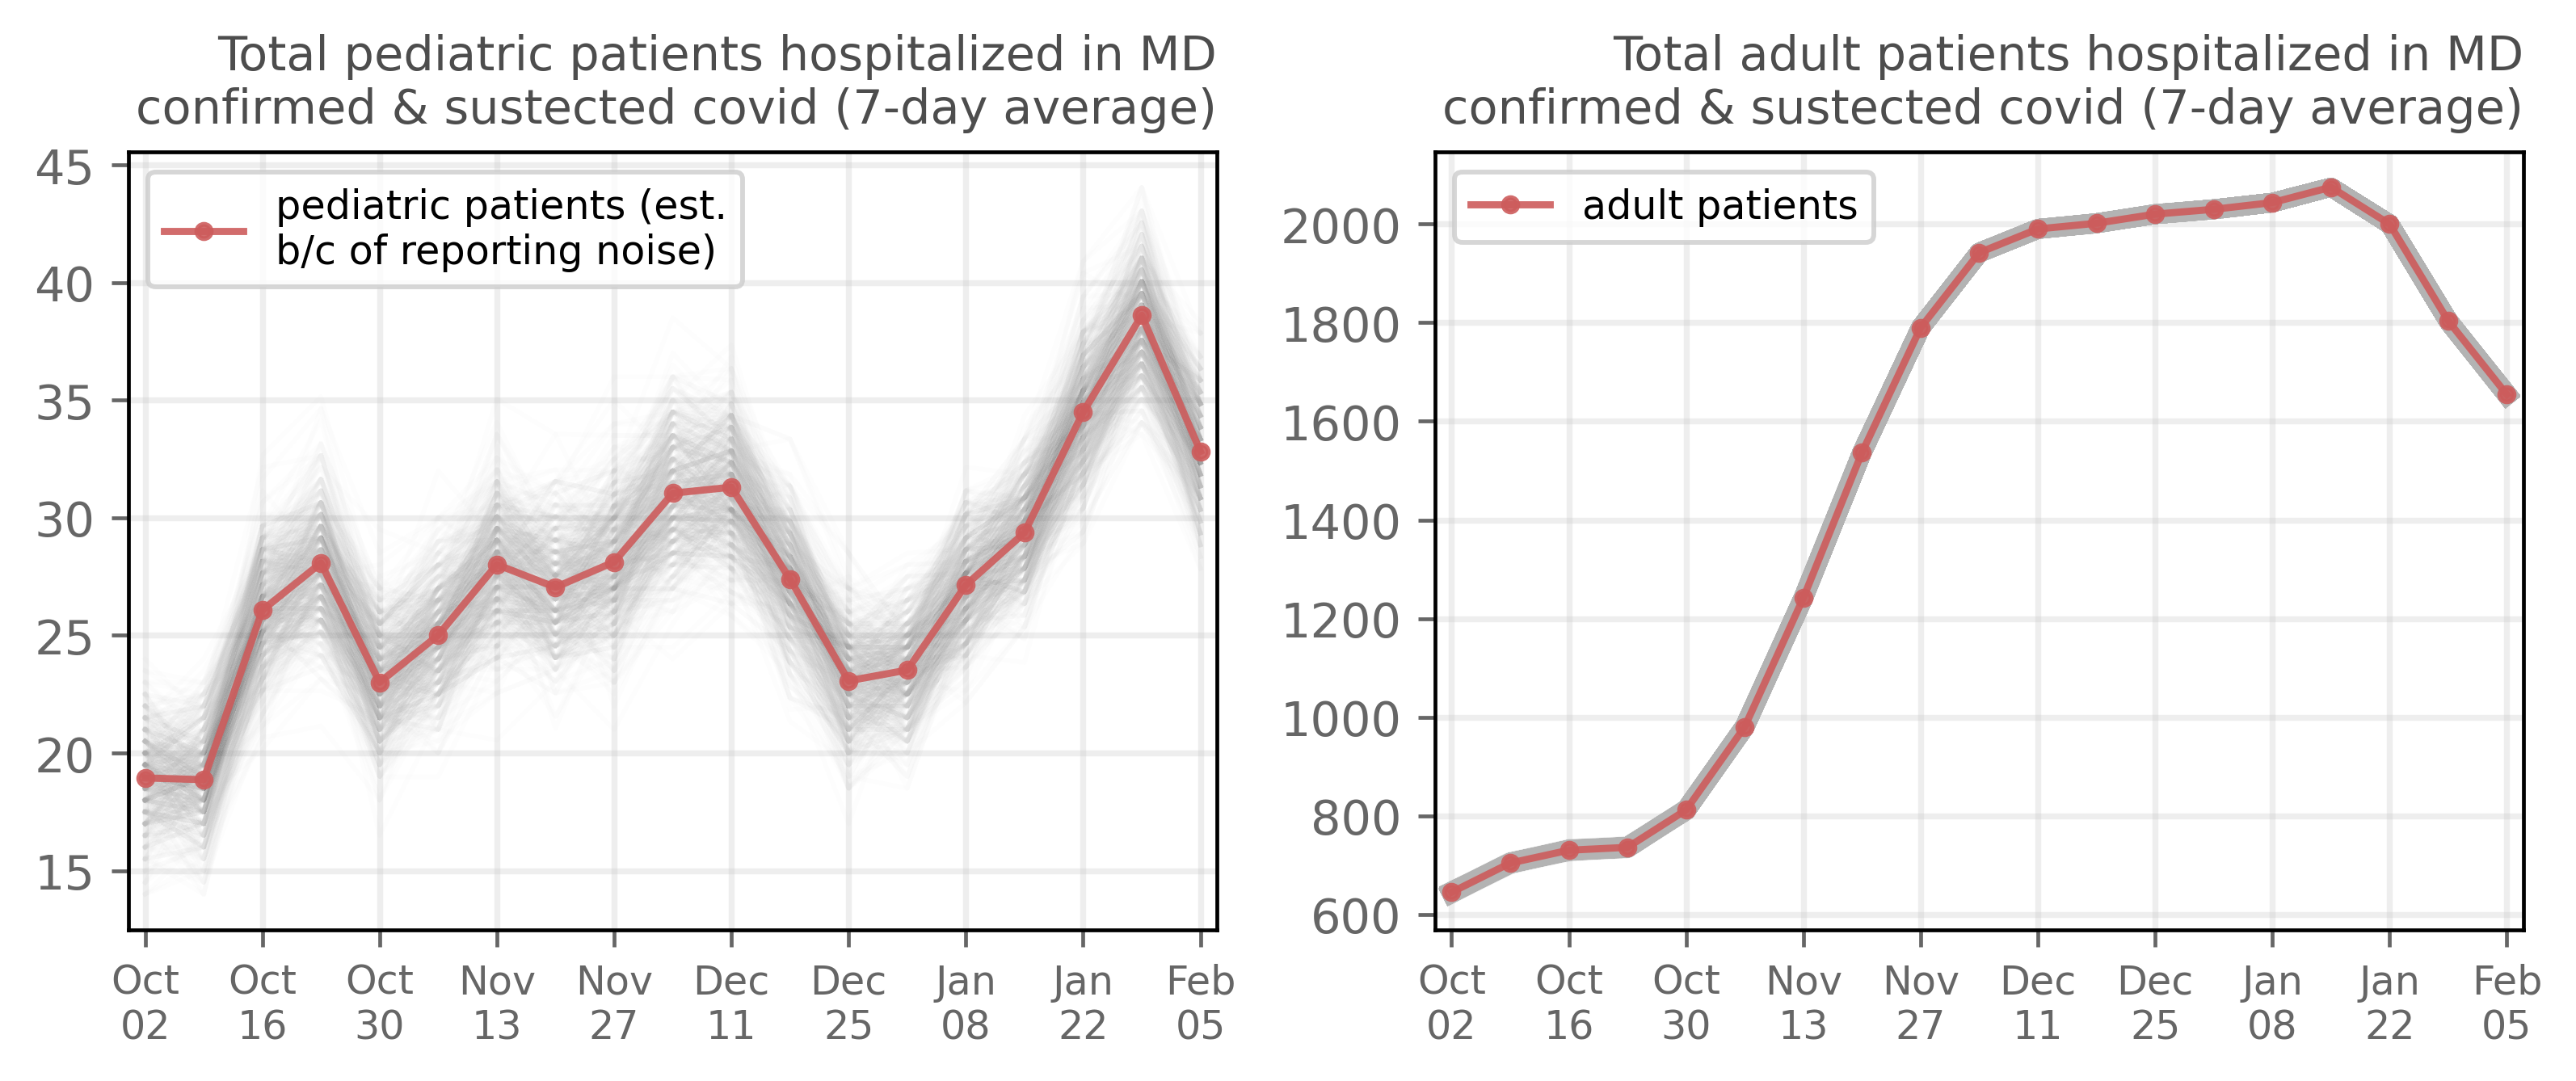 Total pediatric patients hospitalized in MD
confirmed & sustected covid (7-day average)
45
40
35
30
25
20
15
pediatric patients (est.
b/c of reporting noise)
Oct Oct Oct Nov Nov Dec Dec Jan Jan Feb
02 16 30 13 27 11 25 08 22 05
Total adult patients hospitalized in MD
confirmed & sustected covid (7-day average)
2000
1800
1600
1400
1200
1000
800
600
adult patients
Oct Oct Oct Nov Nov Dec Dec Jan Jan Feb
02 16 30 13 27 11 25 08 22 05